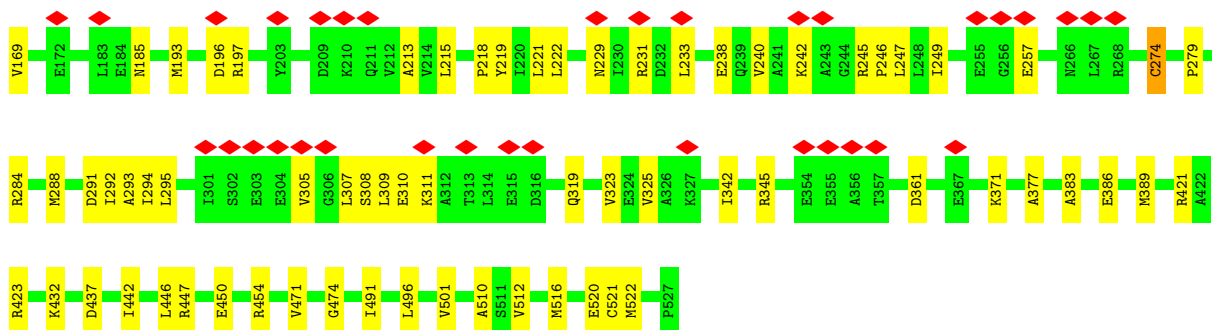 V169 E172 L183 E184 N185 M193 D196 R197 Y203 D209 K210 Q211 V212 A213 V214 L215 P218 Y219 I220 L221 L222 N229 I230 R231 D232 L233 E238 Q239 V240 A241 K242 A243 G244 R245 P246 L247 L248 I249 E255 G256 E257 N266 L267 R268 C274 P279
R284 M288 D291 I292 A293 I294 L295 I301 S302 E303 E304 V305 G306 L307 S308 L309 E310 K311 A312 T313 L314 E315 D316 Q319 V323 E324 V325 A326 K327 I342 R345 E354 E355 A356 T357 D361 E367 K371 A377 A383 E386 M389 R421 A422
R423 K432 D437 I442 L446 R447 E450 R454 V471 G474 I491 L496 V501 A510 S511 V512 M516 E520 C521 M522 P527